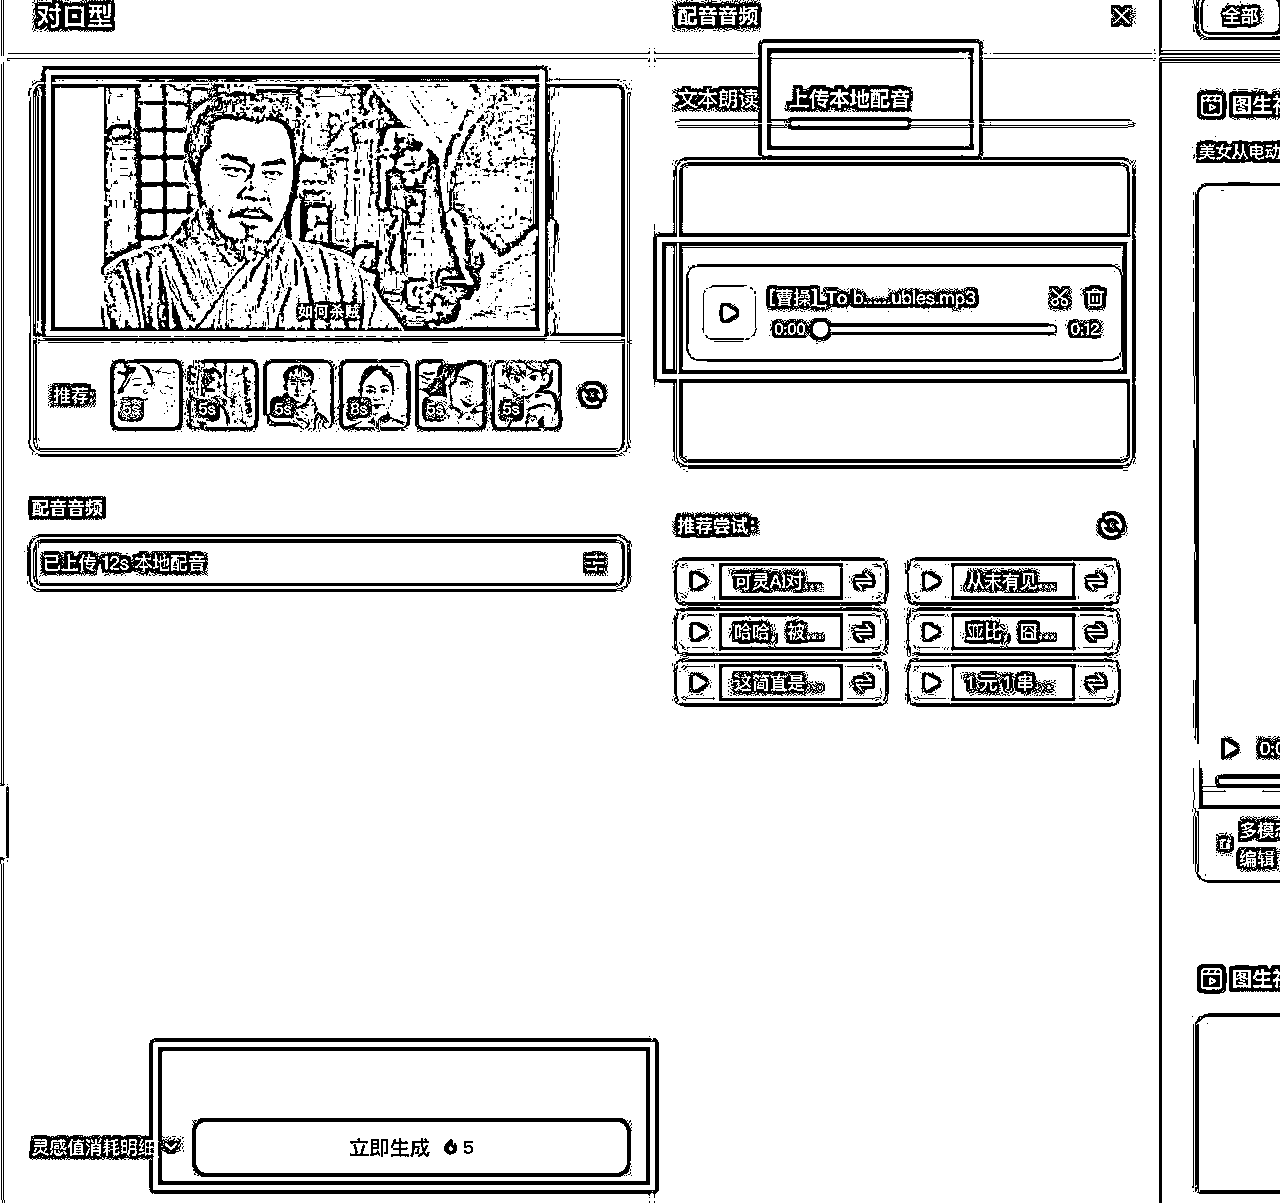 对口型
如何杀贼
推荐:
5s
5s
5s
8s
5s
5s
配音音频
已上传 12s 本地配音
灵感值消耗明细
立即生成 5
配音音频
文本朗读
上传本地配音
[曹操]_To b......ubles.mp3
0:00
0:12
推荐尝试:
可灵AI对...
从未有见...
哈哈，被...
亚比，囧...
这简直是...
1元1串...
全部
图生
美女从电动
0:0
多模
编辑
图生